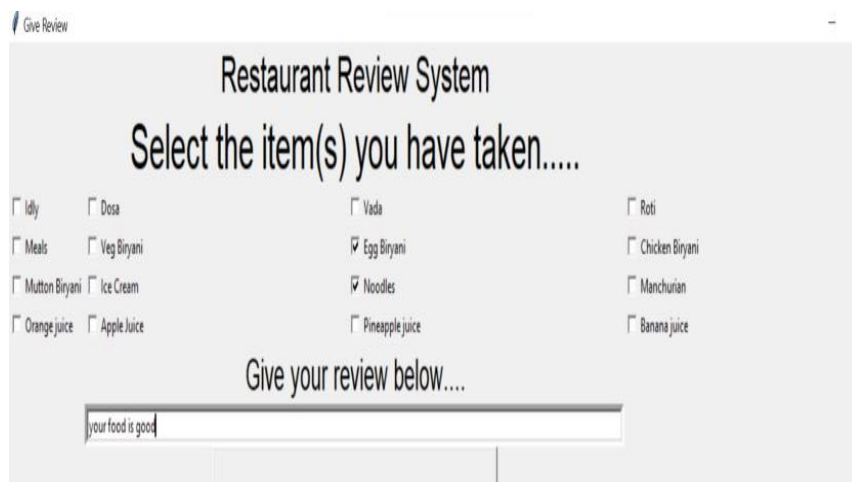 Give Review
Restaurant Review System
Select the item(s) you have taken.....
Idly Dosa Vada Roti
Meals Veg Biryani Egg Biryani Chicken Biryani
Mutton Biryani Ice Cream Noodles Manchurian
Orange juice Apple Juice Pineapple juice Banana juice
Give your review below....
your food is good